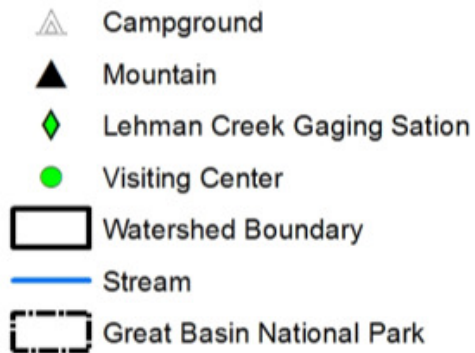 Campground
Mountain
Lehman Creek Gaging Sation
Visiting Center
Watershed Boundary
Stream
Great Basin National Park